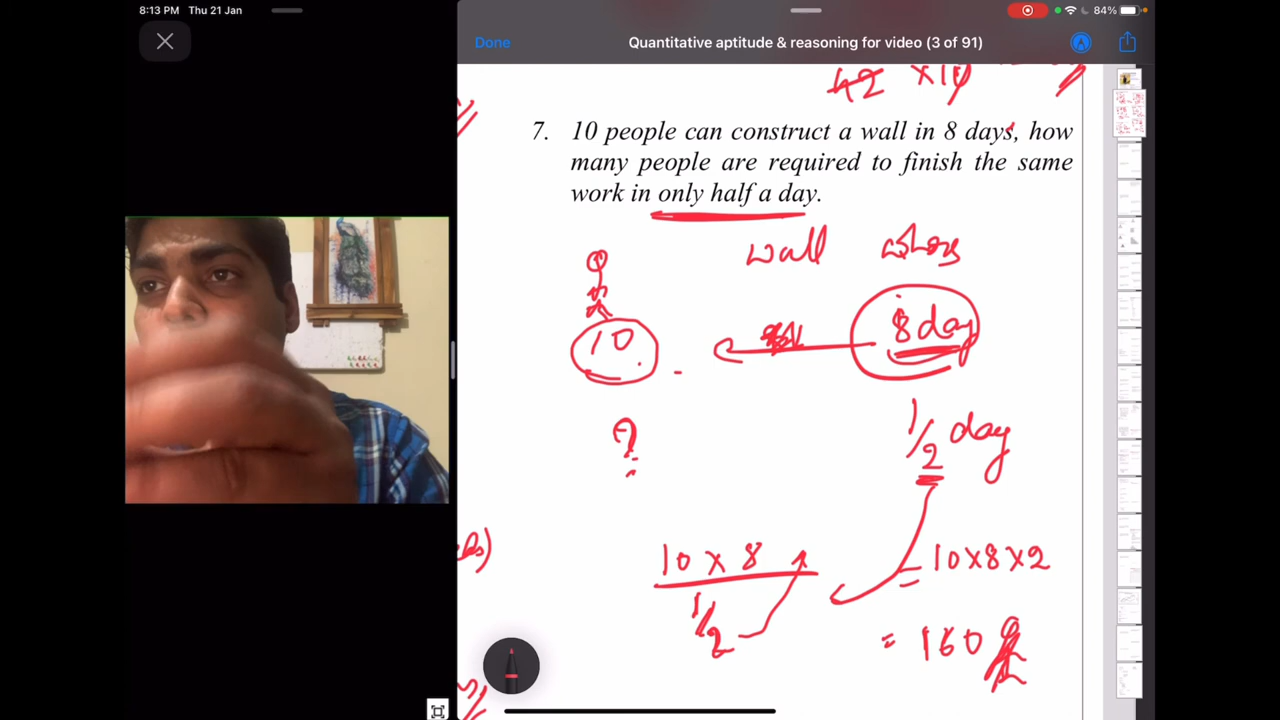 8:13 PM Thu 21 Jan
84%
Done
Quantitative aptitude & reasoning for video (3 of 91)
42 x10
7. 10 people can construct a wall in 8 days, how
many people are required to finish the same
work in only half a day.
wall
10
8 day
?
1/2 day
10 x 8
1/2
= 10x8x2
= 160